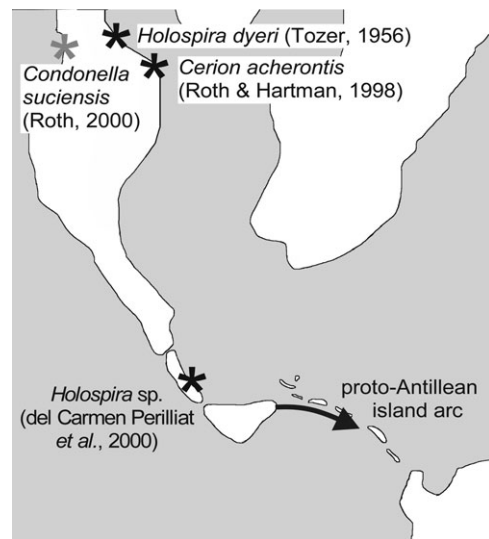 Holospira dyeri (Tozer, 1956)
Condonella
suciensis
(Roth, 2000)
Cerion acherontis
(Roth & Hartman, 1998)
Holospira sp.
(del Carmen Perilliat
et al., 2000)
proto-Antillean
island arc